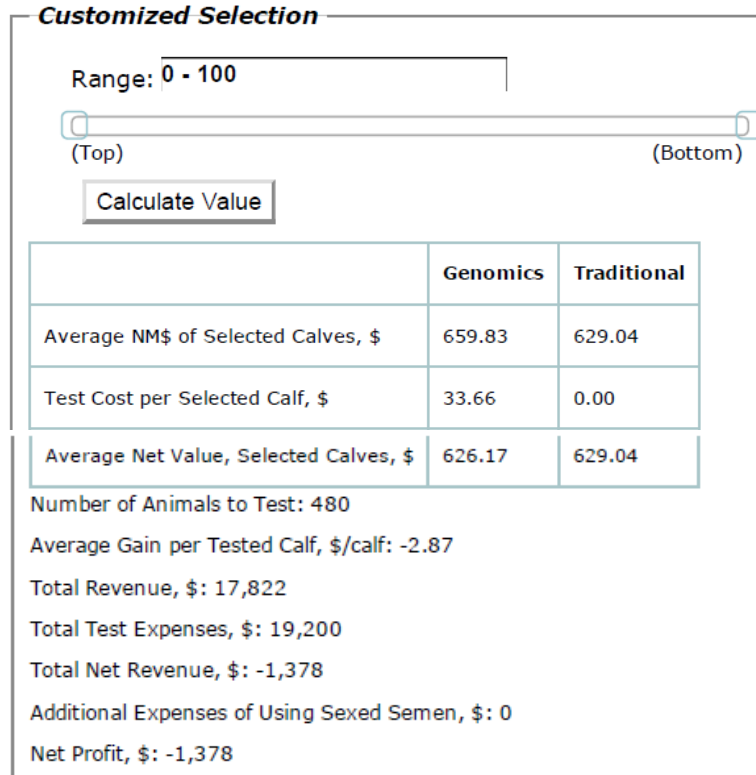 Customized Selection
Range: 0 - 100
(Top) (Bottom)
Calculate Value
Genomics Traditional
Average NM$ of Selected Calves, $ 659.83 629.04
Test Cost per Selected Calf, $ 33.66 0.00
Average Net Value, Selected Calves, $ 626.17 629.04
Number of Animals to Test: 480
Average Gain per Tested Calf, $/calf: -2.87
Total Revenue, $: 17,822
Total Test Expenses, $: 19,200
Total Net Revenue, $: -1,378
Additional Expenses of Using Sexed Semen, $: 0
Net Profit, $: -1,378